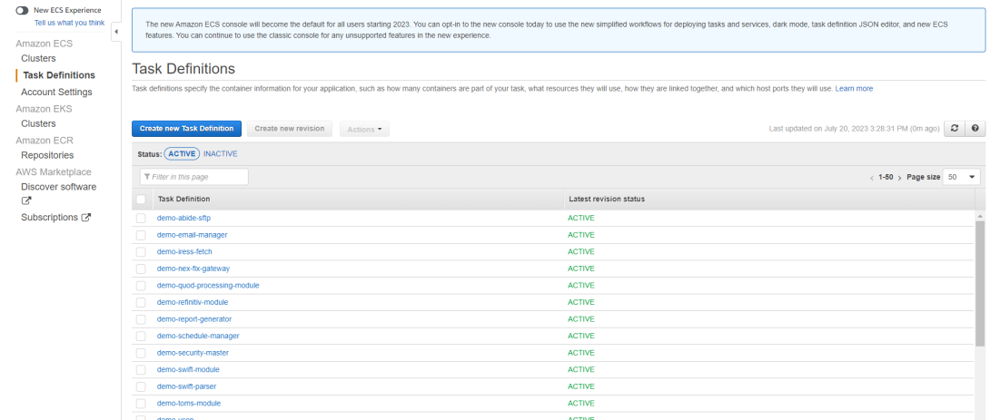 New ECS Experience
Tell us what you think
Amazon ECS
Clusters
Task Definitions
Account Settings
Amazon EKS
Clusters
Amazon ECR
Repositories
AWS Marketplace
Discover software
Subscriptions
The new Amazon ECS console will become the default for all users starting 2023. You can opt-in to the new console today to use the new simplified workflows for deploying tasks and services, dark mode, task definition JSON editor, and new ECS
features. You can continue to use the classic console for any unsupported features in the new experience.
Task Definitions
Task definitions specify the container information for your application, such as how many containers are part of your task, what resources they will use, how they are linked together, and which host ports they will use. Learn more
Create new Task Definition Create new revision Actions Last updated on July 20, 2023 3:28:31 PM (0m ago)
Status: ACTIVE INACTIVE
Filter in this page < 1-50 > Page size 50
Task Definition Latest revision status
demo-abide-sftp ACTIVE
demo-email-manager ACTIVE
demo-iress-fetch ACTIVE
demo-nex-fix-gateway ACTIVE
demo-quod-processing-module ACTIVE
demo-refinitiv-module ACTIVE
demo-report-generator ACTIVE
demo-schedule-manager ACTIVE
demo-security-master ACTIVE
demo-swift-module ACTIVE
demo-swift-parser ACTIVE
demo-toms-module ACTIVE
ACTIVE